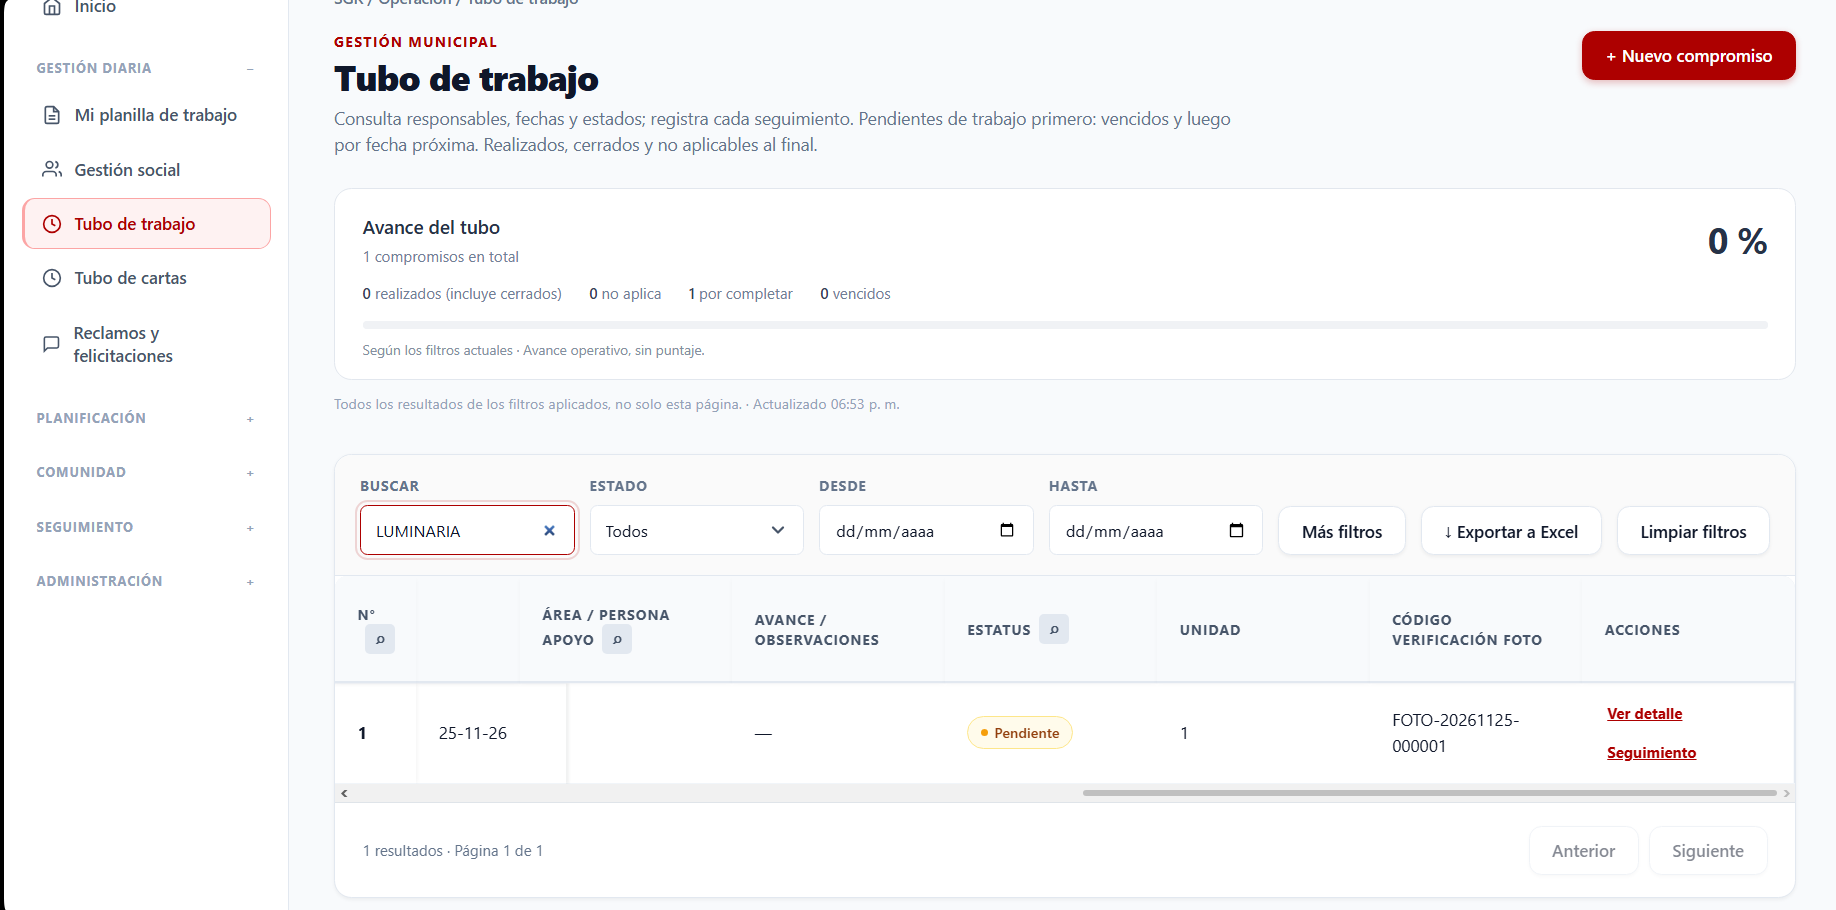 Inicio
SGR / Operación / Tubo de trabajo
GESTIÓN DIARIA −
Mi planilla de trabajo
Gestión social
Tubo de trabajo
Tubo de cartas
Reclamos y
felicitaciones
PLANIFICACIÓN +
COMUNIDAD +
SEGUIMIENTO +
ADMINISTRACIÓN +
GESTIÓN MUNICIPAL
Tubo de trabajo
+ Nuevo compromiso
Consulta responsables, fechas y estados; registra cada seguimiento. Pendientes de trabajo primero: vencidos y luego
por fecha próxima. Realizados, cerrados y no aplicables al final.
Avance del tubo
0 %
1 compromisos en total
0 realizados (incluye cerrados) 0 no aplica 1 por completar 0 vencidos
Según los filtros actuales · Avance operativo, sin puntaje.
Todos los resultados de los filtros aplicados, no solo esta página. · Actualizado 06:53 p. m.
BUSCAR ESTADO DESDE HASTA
LUMINARIA × Todos dd/mm/aaaa dd/mm/aaaa Más filtros ↓ Exportar a Excel Limpiar filtros
N° ÁREA / PERSONA APOYO AVANCE / OBSERVACIONES ESTATUS UNIDAD CÓDIGO VERIFICACIÓN FOTO ACCIONES
1 25-11-26 — Pendiente 1 FOTO-20261125-000001 Ver detalle
Seguimiento
1 resultados · Página 1 de 1
Anterior Siguiente